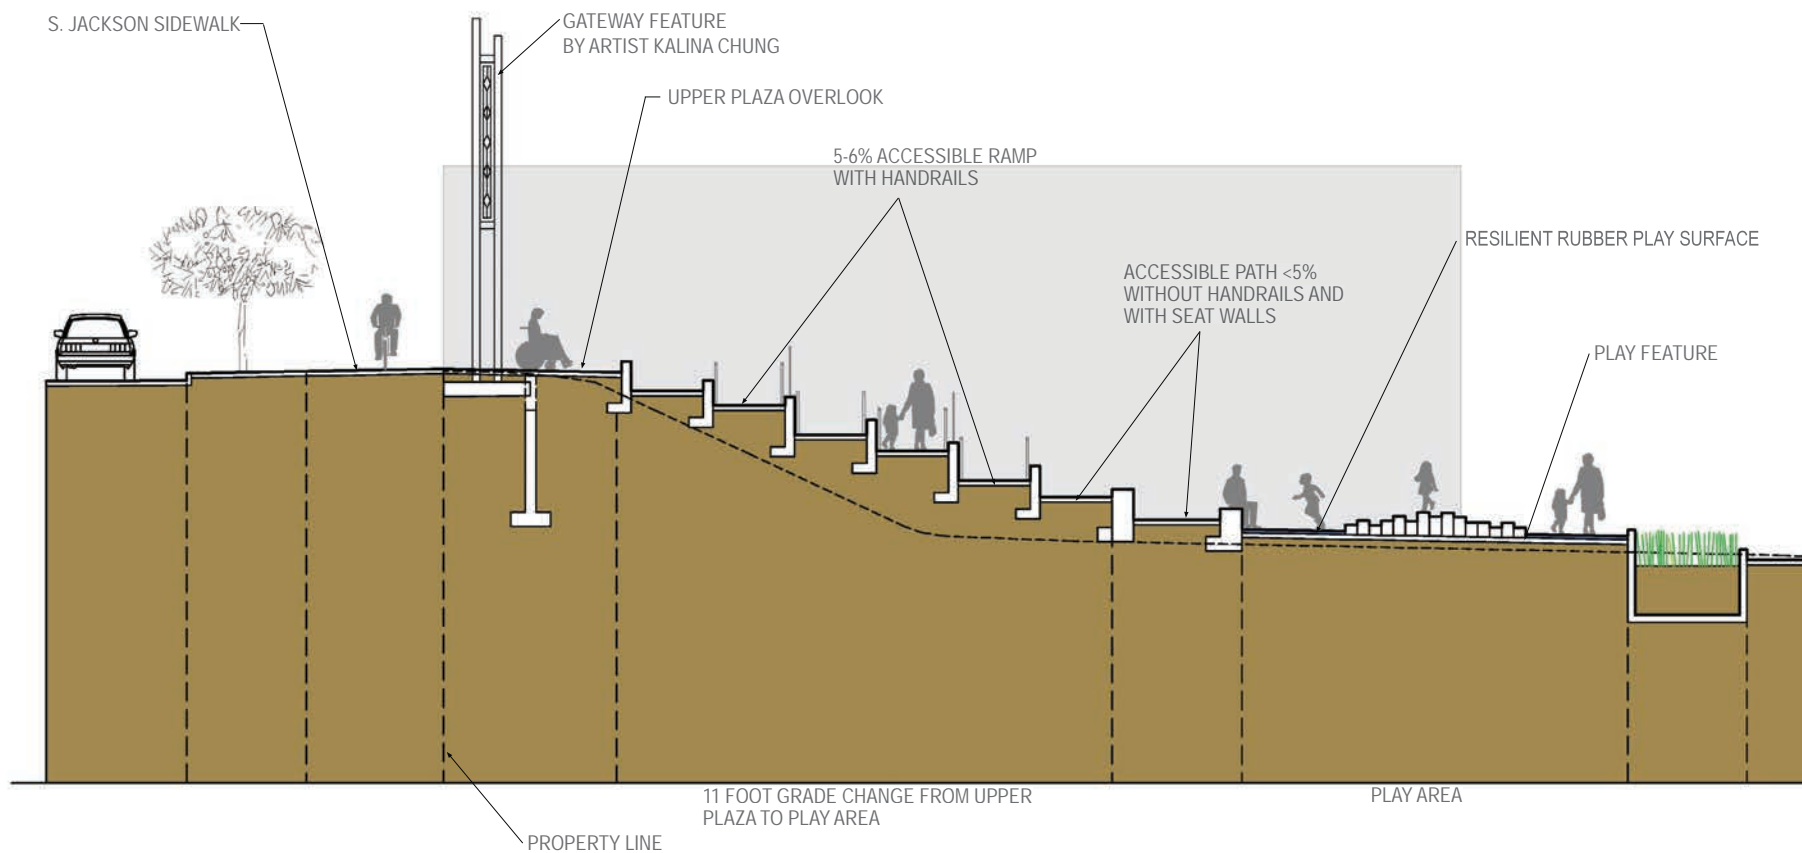 S. JACKSON SIDEWALK
GATEWAY FEATURE
BY ARTIST KALINA CHUNG
UPPER PLAZA OVERLOOK
5-6% ACCESSIBLE RAMP
WITH HANDRAILS
RESILIENT RUBBER PLAY SURFACE
ACCESSIBLE PATH <5%
WITHOUT HANDRAILS AND
WITH SEAT WALLS
PLAY FEATURE
11 FOOT GRADE CHANGE FROM UPPER
PLAZA TO PLAY AREA
PLAY AREA
PROPERTY LINE